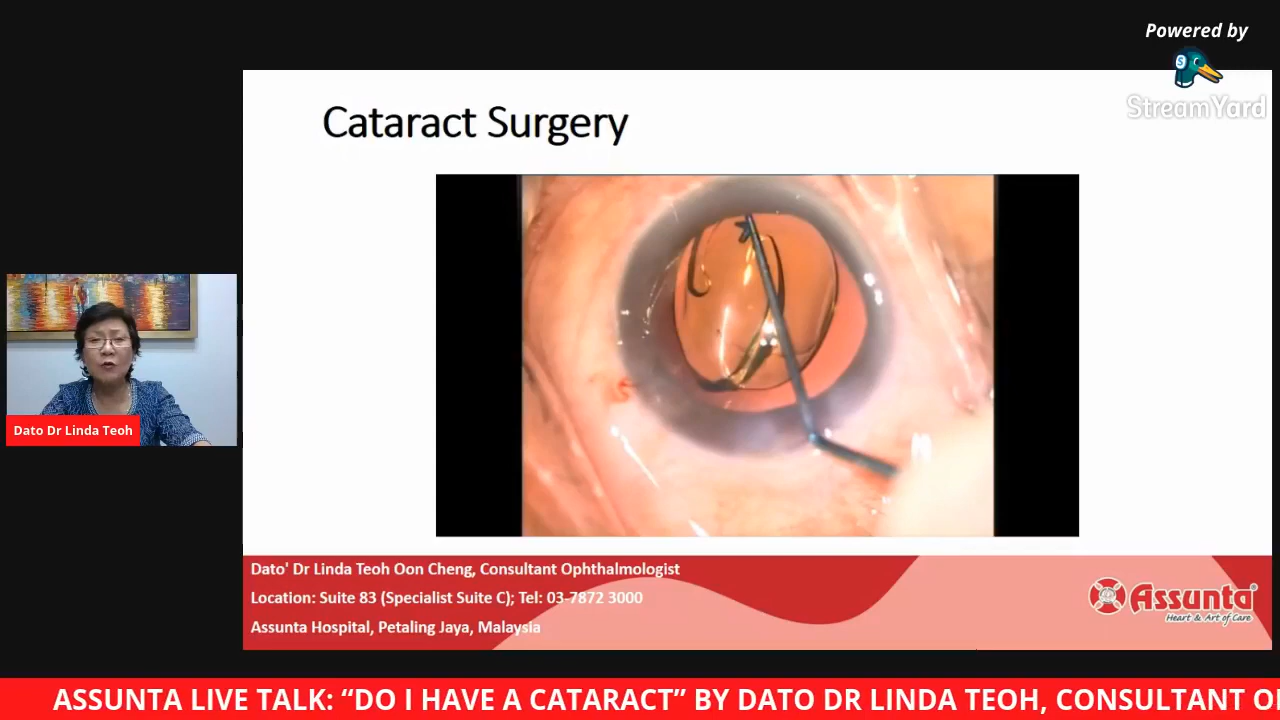 Powered by
S
StreamYard
Cataract Surgery
Dato Dr Linda Teoh
Dato' Dr Linda Teoh Oon Cheng, Consultant Ophthalmologist
Location: Suite 83 (Specialist Suite C); Tel: 03-7872 3000
Assunta Hospital, Petaling Jaya, Malaysia
Assunta®
Heart & Art of Care
ASSUNTA LIVE TALK: “DO I HAVE A CATARACT” BY DATO DR LINDA TEOH, CONSULTANT O